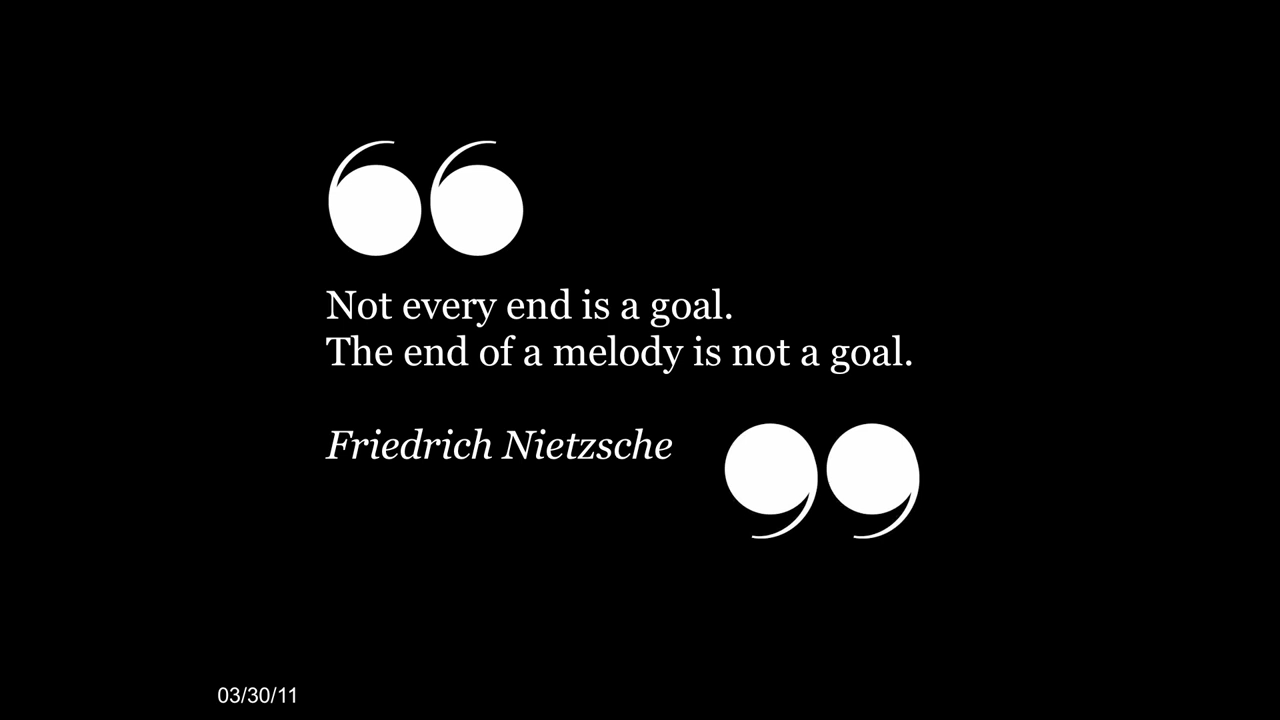 Not every end is a goal.
The end of a melody is not a goal.
Friedrich Nietzsche
03/30/11